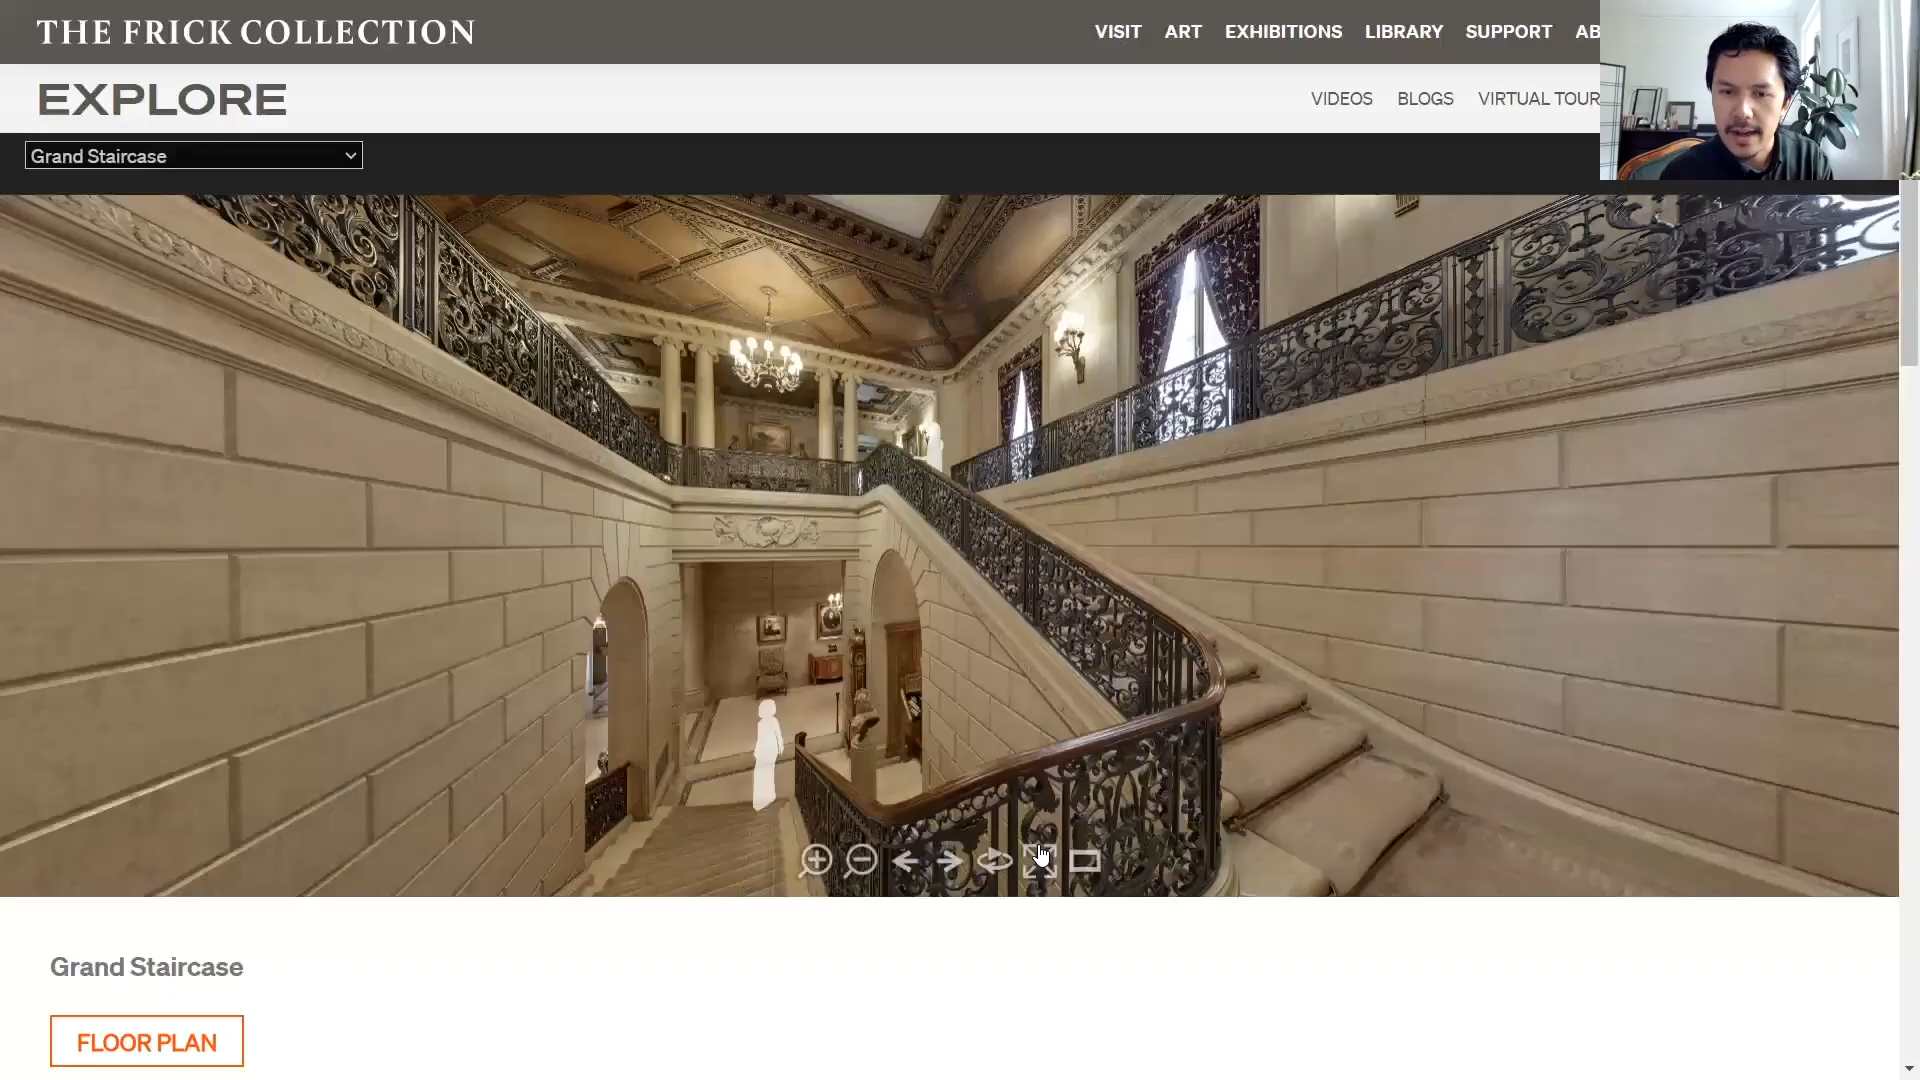 THE FRICK COLLECTION
VISIT ART EXHIBITIONS LIBRARY SUPPORT
EXPLORE
VIDEOS BLOGS VIRTUAL TOUR
Grand Staircase
Grand Staircase
FLOOR PLAN